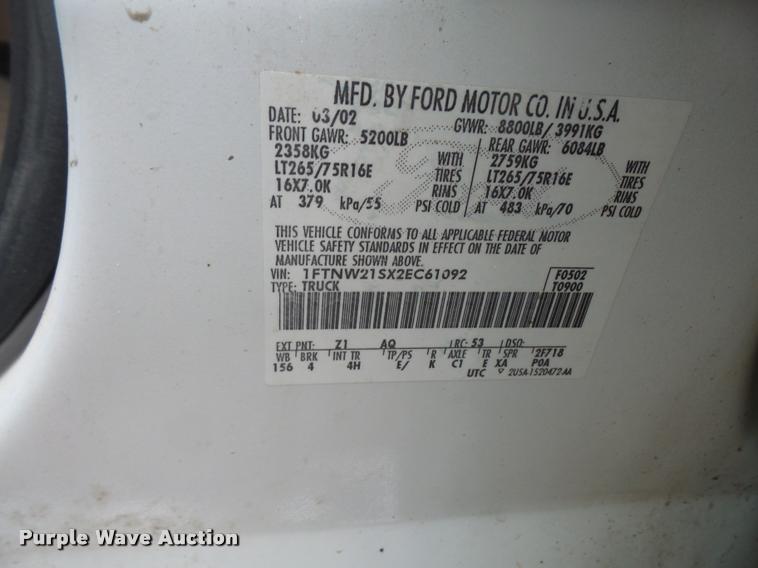 MFD. BY FORD MOTOR CO. IN U.S.A.
DATE: 03/02 GVWR: 8800LB/ 3991KG
FRONT GAWR: 5200LB REAR GAWR: 6084LB
2358KG WITH 2759KG WITH
LT265/75R16E TIRES LT265/75R16E TIRES
16X7.0K RIMS 16X7.0K RIMS
AT 379 kPa/55 PSI COLD AT 483 kPa/70 PSI COLD
THIS VEHICLE CONFORMS TO ALL APPLICABLE FEDERAL MOTOR
VEHICLE SAFETY STANDARDS IN EFFECT ON THE DATE OF
MANUFACTURE SHOWN ABOVE.
VIN: 1FTNW21SX2EC61092 F0502
TYPE: TRUCK T0900
EXT PNT: Z1 AQ RC: 53 DSO:
WB BRK INT TR TP/PS R AXLE TR SPR 2F718
156 4 4H E/ K C1 E XA P0A
UTC 2USA-1520472-AA
Purple Wave Auction